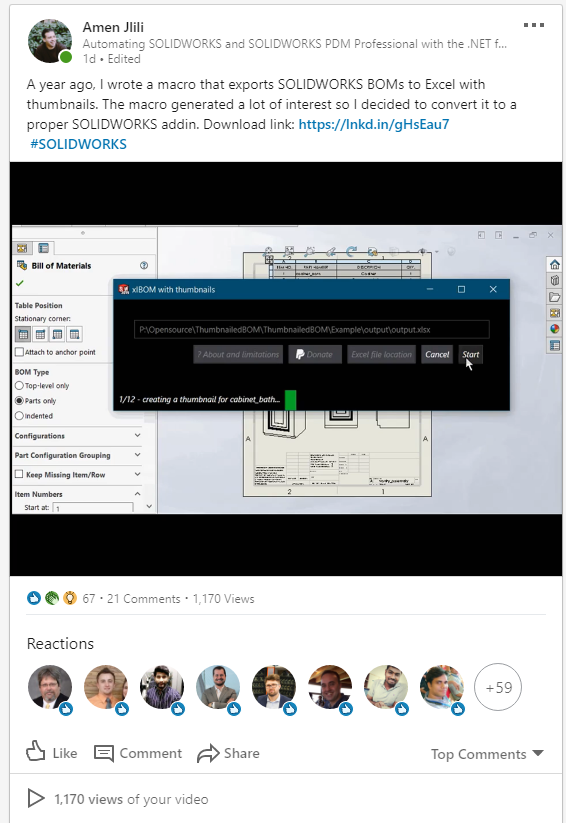 Amen Jlili
Automating SOLIDWORKS and SOLIDWORKS PDM Professional with the .NET f...
1d • Edited
A year ago, I wrote a macro that exports SOLIDWORKS BOMs to Excel with
thumbnails. The macro generated a lot of interest so I decided to convert it to a
proper SOLIDWORKS addin. Download link: https://lnkd.in/gHsEau7
#SOLIDWORKS
Bill of Materials
Table Position
Stationary corner:
Attach to anchor point
BOM Type
Top-level only
Parts only
Indented
Configurations
Part Configuration Grouping
Keep Missing Item/Row
Item Numbers
Start at: 1
xlBOM with thumbnails
P:\Opensource\ThumbnailedBOM\ThumbnailedBOM\Example\output\output.xlsx
? About and limitations
Donate
Excel file location
Cancel
Start
1/12 - creating a thumbnail for cabinet_bath...
A
A
2
1
67 • 21 Comments • 1,170 Views
Reactions
+59
Like
Comment
Share
Top Comments
1,170 views of your video